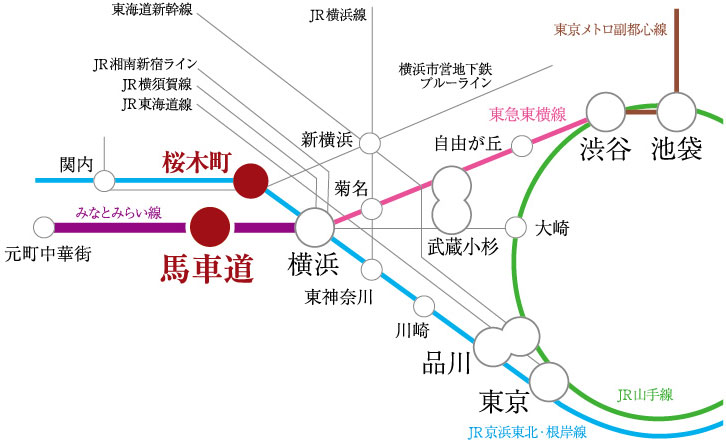 東海道新幹線
JR横浜線
東京メトロ副都心線
JR湘南新宿ライン
JR横須賀線
JR東海道線
横浜市営地下鉄
ブルーライン
東急東横線
新横浜
自由が丘
渋谷
池袋
関内
桜木町
菊名
みなとみらい線
元町中華街
馬車道
横浜
武蔵小杉
大崎
東神奈川
川崎
品川
東京
JR山手線
JR京浜東北・根岸線